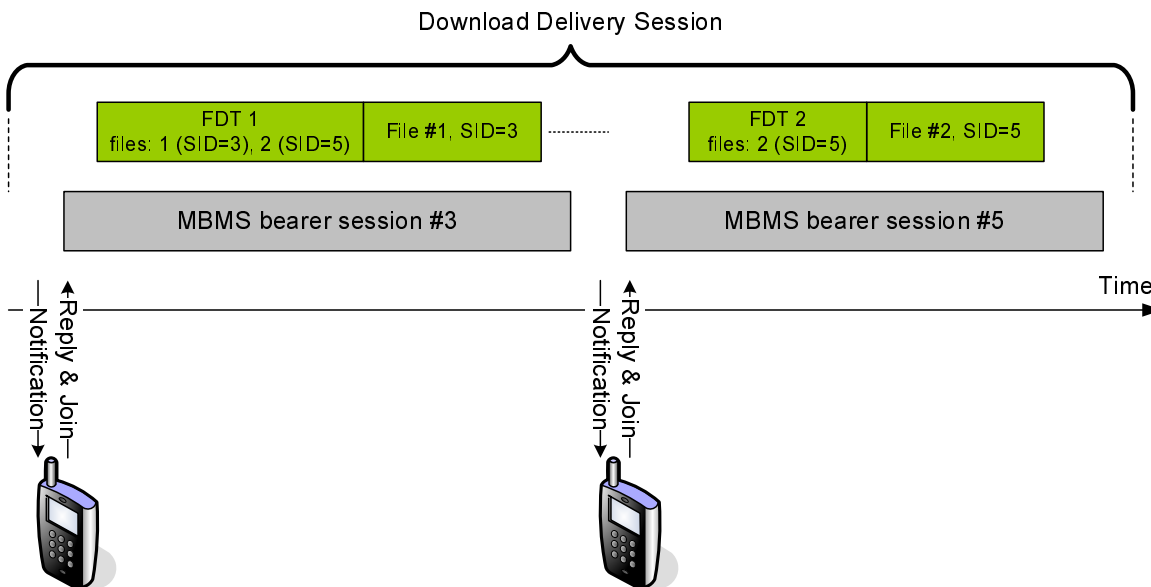 Download Delivery Session
FDT 1
files: 1 (SID=3), 2 (SID=5)
File #1, SID=3
FDT 2
files: 2 (SID=5)
File #2, SID=5
MBMS bearer session #3
MBMS bearer session #5
Time
Notification
Reply & Join
Notification
Reply & Join